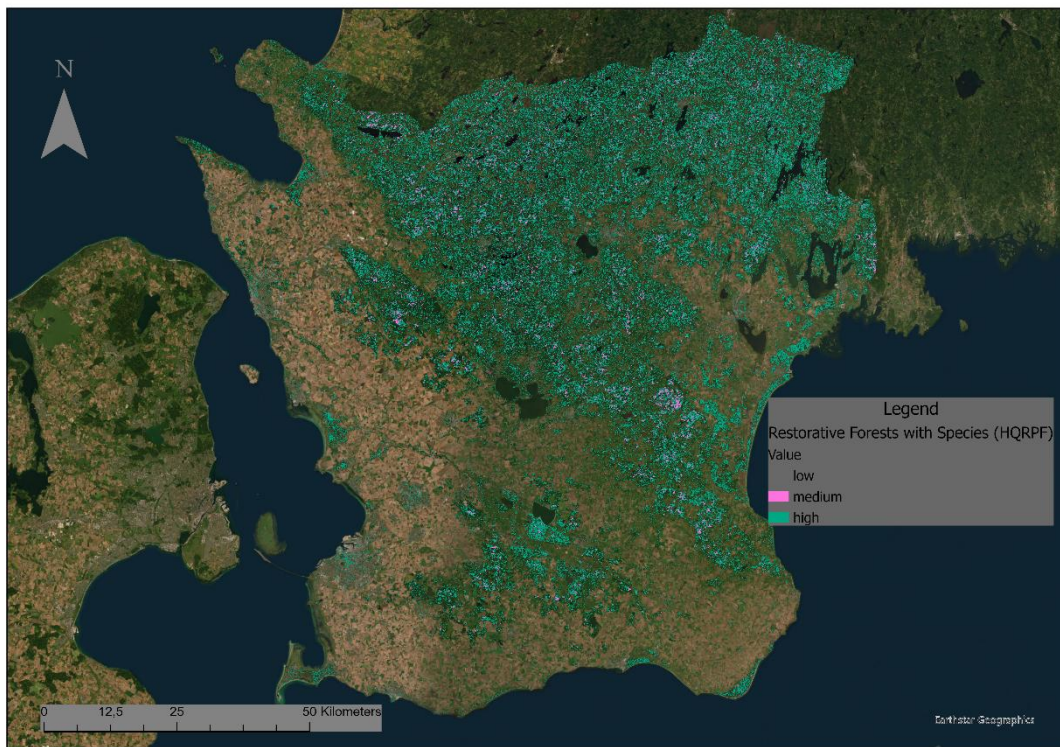 N
Legend
Restorative Forests with Species (HQRPF)
Value
low
medium
high
0 12,5 25 50 Kilometers
Earthstar Geographics